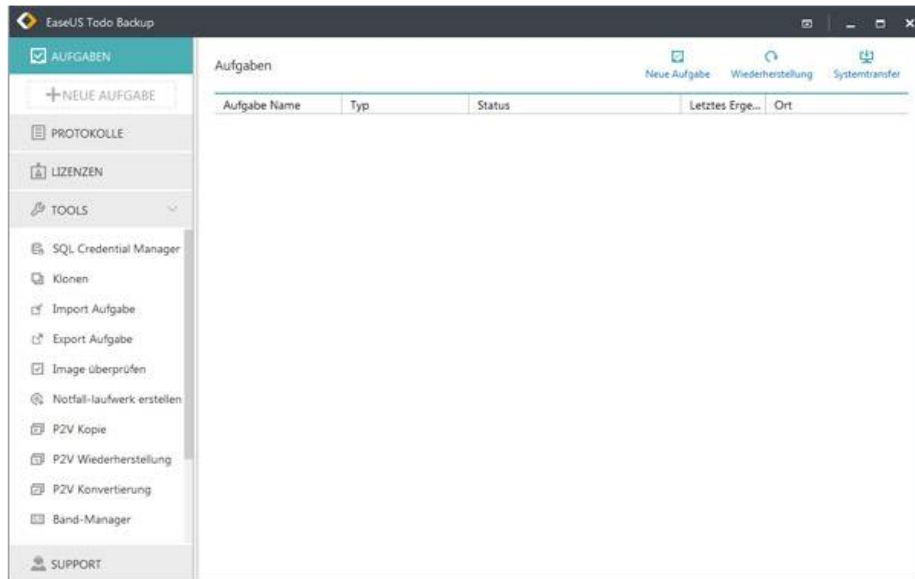 EaseUS Todo Backup
AUFGABEN
NEUE AUFGABE
PROTOKOLLE
LIZENZEN
TOOLS
SQL Credential Manager
Klonen
Import Aufgabe
Export Aufgabe
Image überprüfen
Notfall-laufwerk erstellen
P2V Kopie
P2V Wiederherstellung
P2V Konvertierung
Band-Manager
SUPPORT
Aufgaben
Neue Aufgabe Wiederherstellung Systemtransfer
Aufgabe Name Typ Status Letztes Erge... Ort